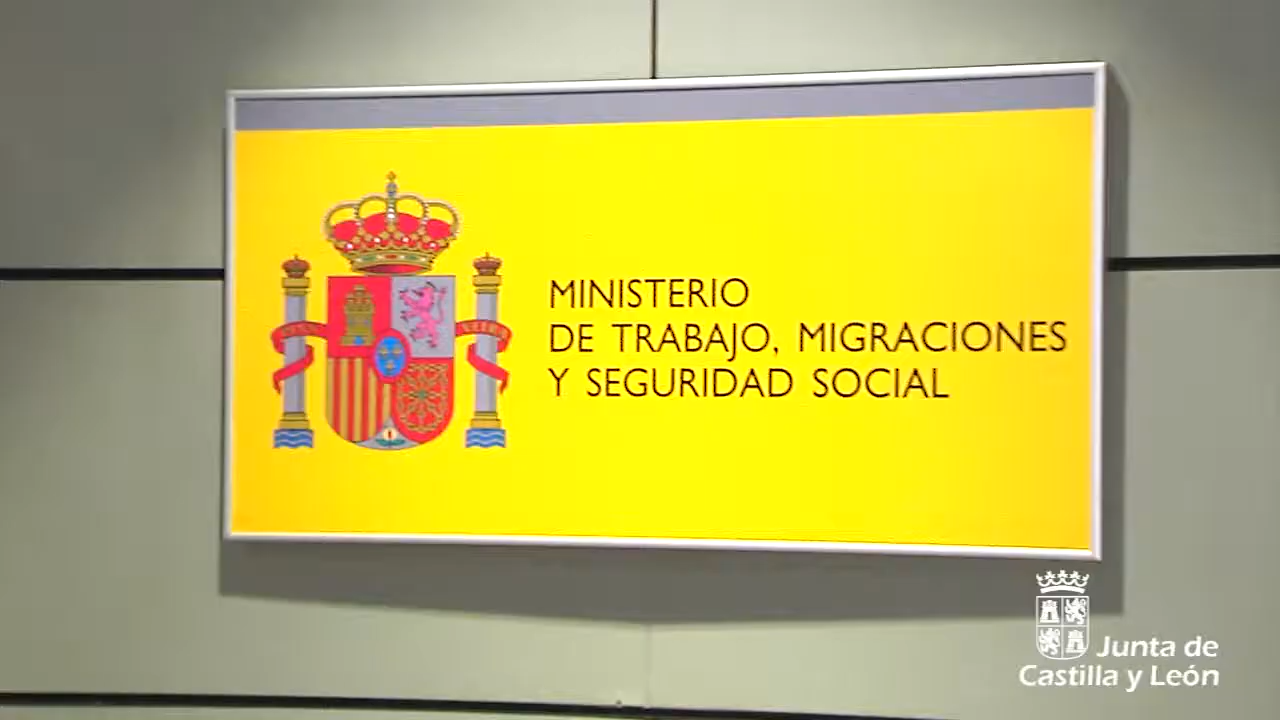 MINISTERIO
DE TRABAJO, MIGRACIONES
Y SEGURIDAD SOCIAL
Junta de
Castilla y León